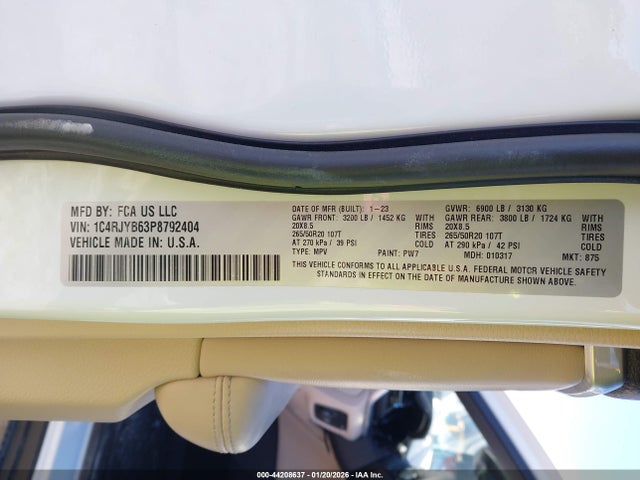 MFD BY: FCA US LLC
VIN: 1C4RJYB63P8792404
VEHICLE MADE IN U.S.A.
DATE OF MFR (BUILT): 1-23 GVWR: 6900 LB / 3130 KG
GAWR FRONT: 3200 LB / 1452 KG WITH GAWR REAR: 3800 LB / 1724 KG WITH
20X8.5 RIMS 20X8.5 RIMS
265/50R20 107T TIRES 265/50R20 107T TIRES
AT 270 kPa / 39 PSI COLD AT 290 kPa / 42 PSI COLD
TYPE: MPV PAINT: PW7 MDH: 010317 MKT: 875
THIS VEHICLE CONFORMS TO ALL APPLICABLE U.S.A. FEDERAL MOTOR VEHICLE SAFETY
STANDARDS IN EFFECT ON THE DATE OF MANUFACTURE SHOWN ABOVE.
000-44208637 - 01/20/2026 - IAA Inc.